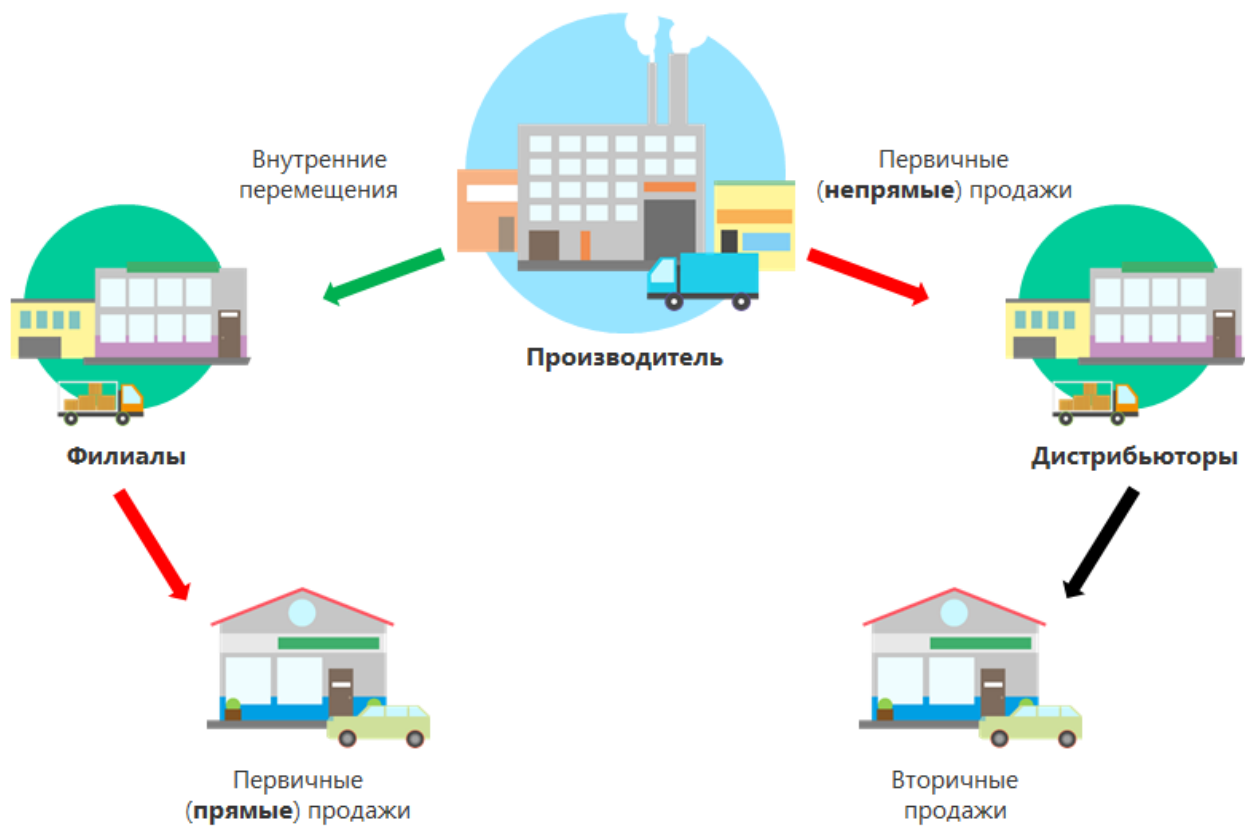 Внутренние
перемещения
Первичные
(непрямые) продажи
Производитель
Филиалы
Дистрибьюторы
Первичные
(прямые) продажи
Вторичные
продажи